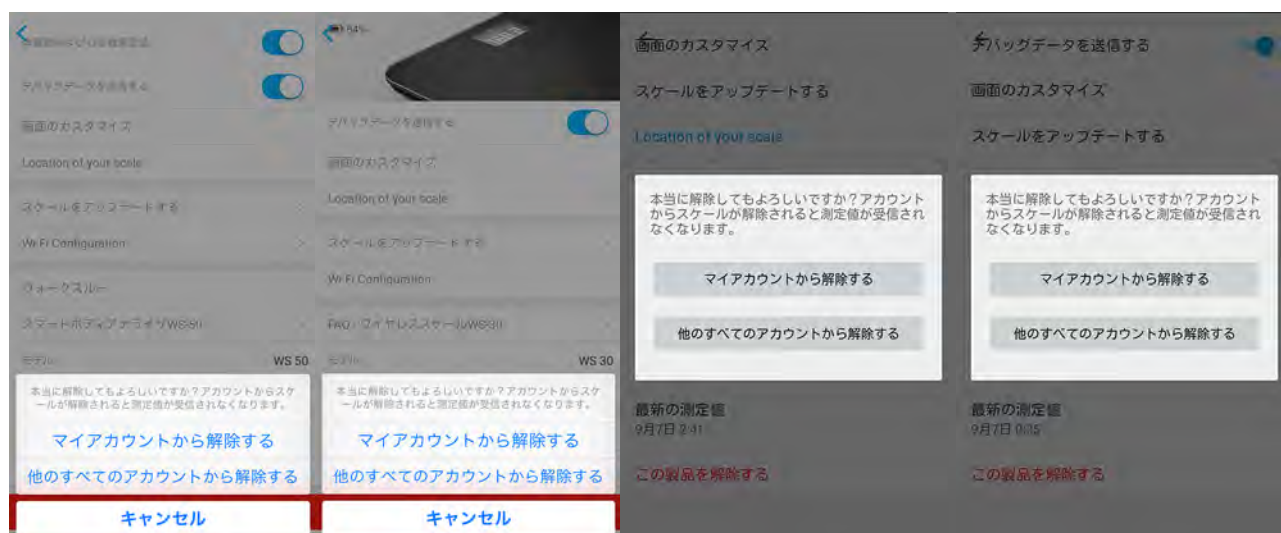 デバッグデータを送信する
画面のカスタマイズ
Location of your scale
スケールをアップデートする
Wi-Fi Configuration
ウォークスルー
モデル WS 50
本当に解除してもよろしいですか？アカウントからスケ
ールが解除されると測定値が受信されなくなります。
マイアカウントから解除する
他のすべてのアカウントから解除する
キャンセル
84%
デバッグデータを送信する
画面のカスタマイズ
Location of your scale
スケールをアップデートする
Wi-Fi Configuration
モデル WS 30
本当に解除してもよろしいですか？アカウントからスケ
ールが解除されると測定値が受信されなくなります。
マイアカウントから解除する
他のすべてのアカウントから解除する
キャンセル
画面のカスタマイズ
スケールをアップデートする
Location of your scale
本当に解除してもよろしいですか？アカウント
からスケールが解除されると測定値が受信され
なくなります。
マイアカウントから解除する
他のすべてのアカウントから解除する
最新の測定値
9月7日 2:41
この製品を解除する
デバッグデータを送信する
画面のカスタマイズ
スケールをアップデートする
本当に解除してもよろしいですか？アカウント
からスケールが解除されると測定値が受信され
なくなります。
マイアカウントから解除する
他のすべてのアカウントから解除する
最新の測定値
9月7日
この製品を解除する